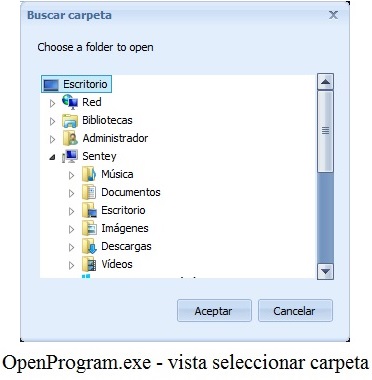 Buscar carpeta
Choose a folder to open
Escritorio
Red
Bibliotecas
Administrador
Sentey
Música
Documentos
Escritorio
Imágenes
Descargas
Vídeos
Aceptar
Cancelar
OpenProgram.exe - vista seleccionar carpeta